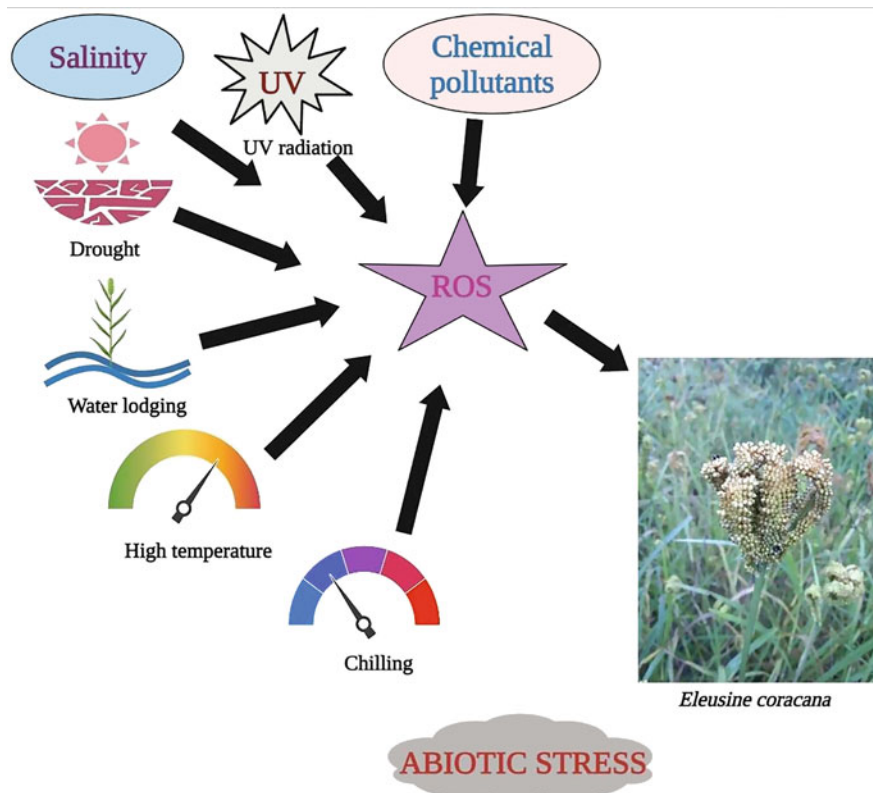 Salinity
UV
UV radiation
Chemical
pollutants
Drought
ROS
Water lodging
High temperature
Chilling
Eleusine coracana
ABIOTIC STRESS